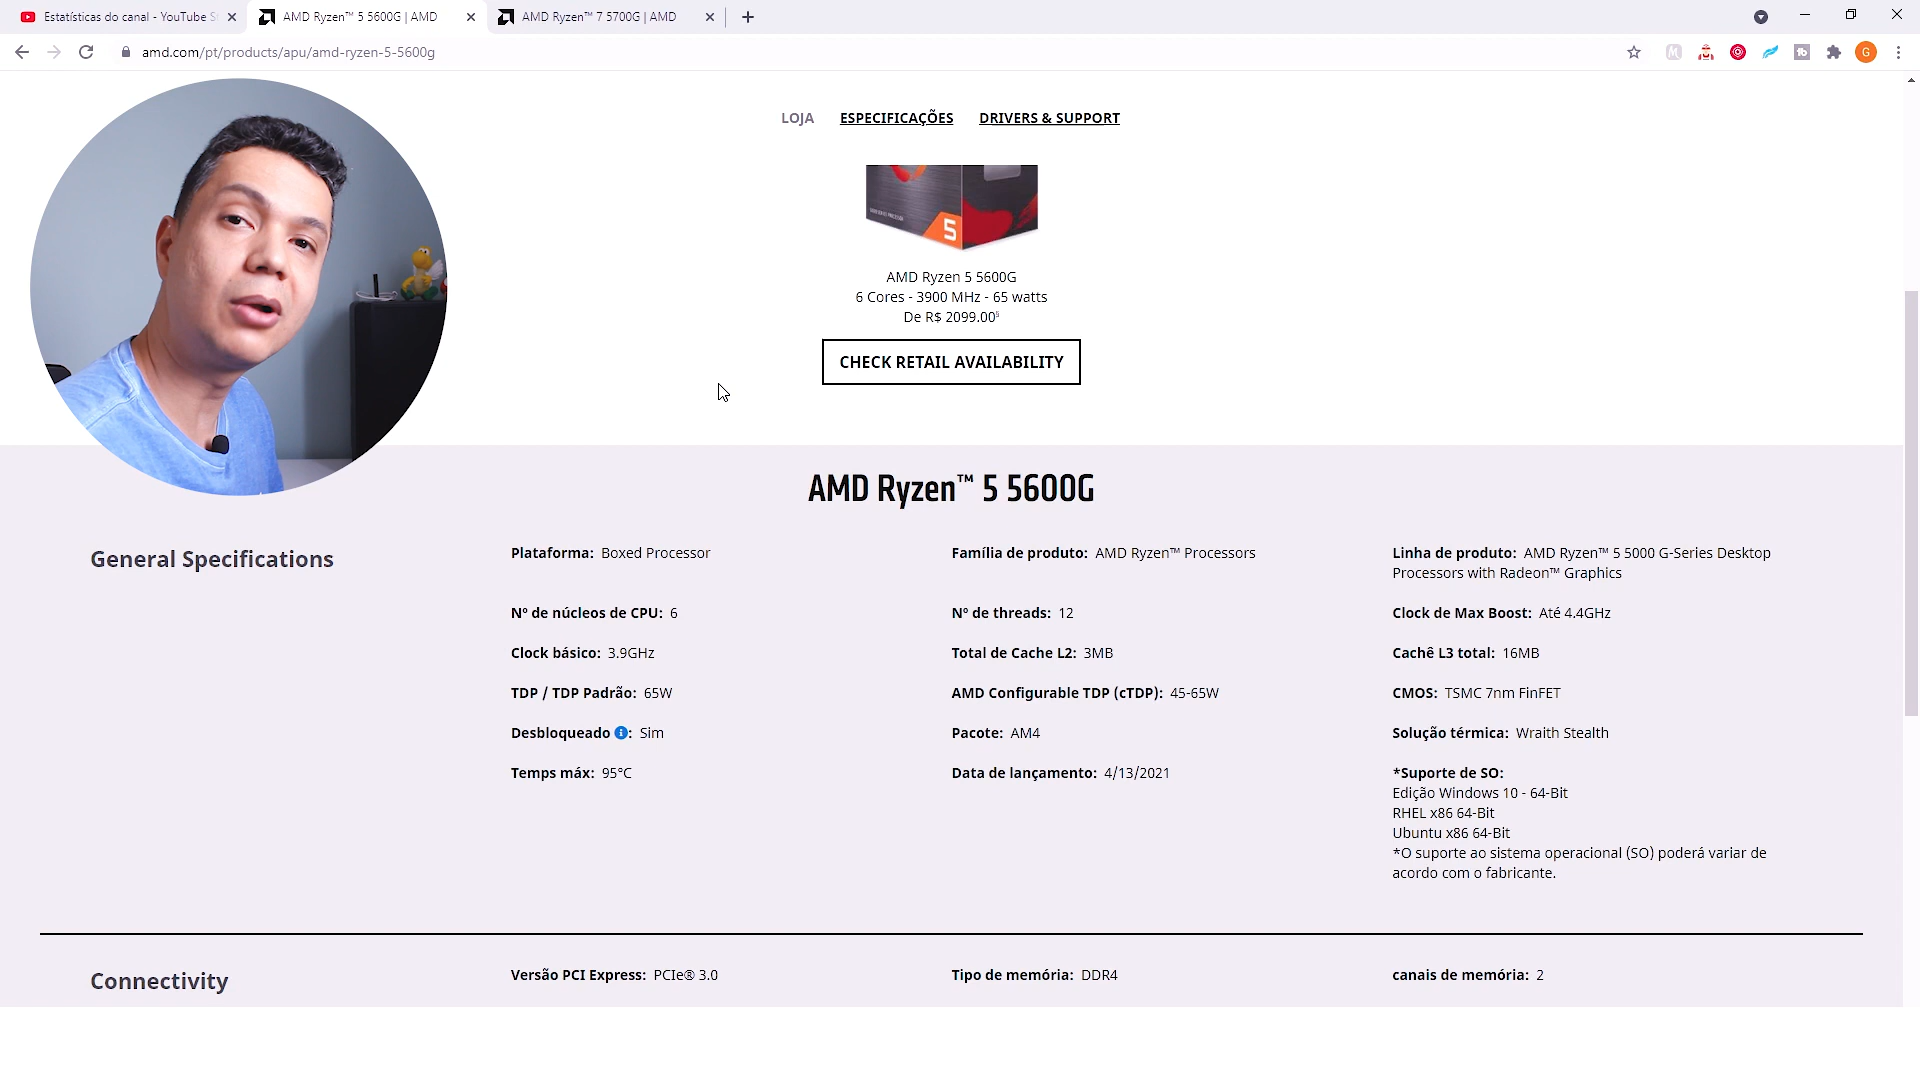 Estatísticas do canal - YouTube S
AMD Ryzen™ 5 5600G | AMD
AMD Ryzen™ 7 5700G | AMD
amd.com/pt/products/apu/amd-ryzen-5-5600g
G
LOJA ESPECIFICAÇÕES DRIVERS & SUPPORT
5
AMD Ryzen 5 5600G
6 Cores - 3900 MHz - 65 watts
De R$ 2099.00§
CHECK RETAIL AVAILABILITY
AMD Ryzen™ 5 5600G
General Specifications
Plataforma: Boxed Processor
Família de produto: AMD Ryzen™ Processors
Linha de produto: AMD Ryzen™ 5 5000 G-Series Desktop
Processors with Radeon™ Graphics
Nº de núcleos de CPU: 6
Nº de threads: 12
Clock de Max Boost: Até 4.4GHz
Clock básico: 3.9GHz
Total de Cache L2: 3MB
Cachê L3 total: 16MB
TDP / TDP Padrão: 65W
AMD Configurable TDP (cTDP): 45-65W
CMOS: TSMC 7nm FinFET
Desbloqueado : Sim
Pacote: AM4
Solução térmica: Wraith Stealth
Temps máx: 95°C
Data de lançamento: 4/13/2021
*Suporte de SO:
Edição Windows 10 - 64-Bit
RHEL x86 64-Bit
Ubuntu x86 64-Bit
*O suporte ao sistema operacional (SO) poderá variar de
acordo com o fabricante.
Connectivity
Versão PCI Express: PCIe® 3.0
Tipo de memória: DDR4
canais de memória: 2